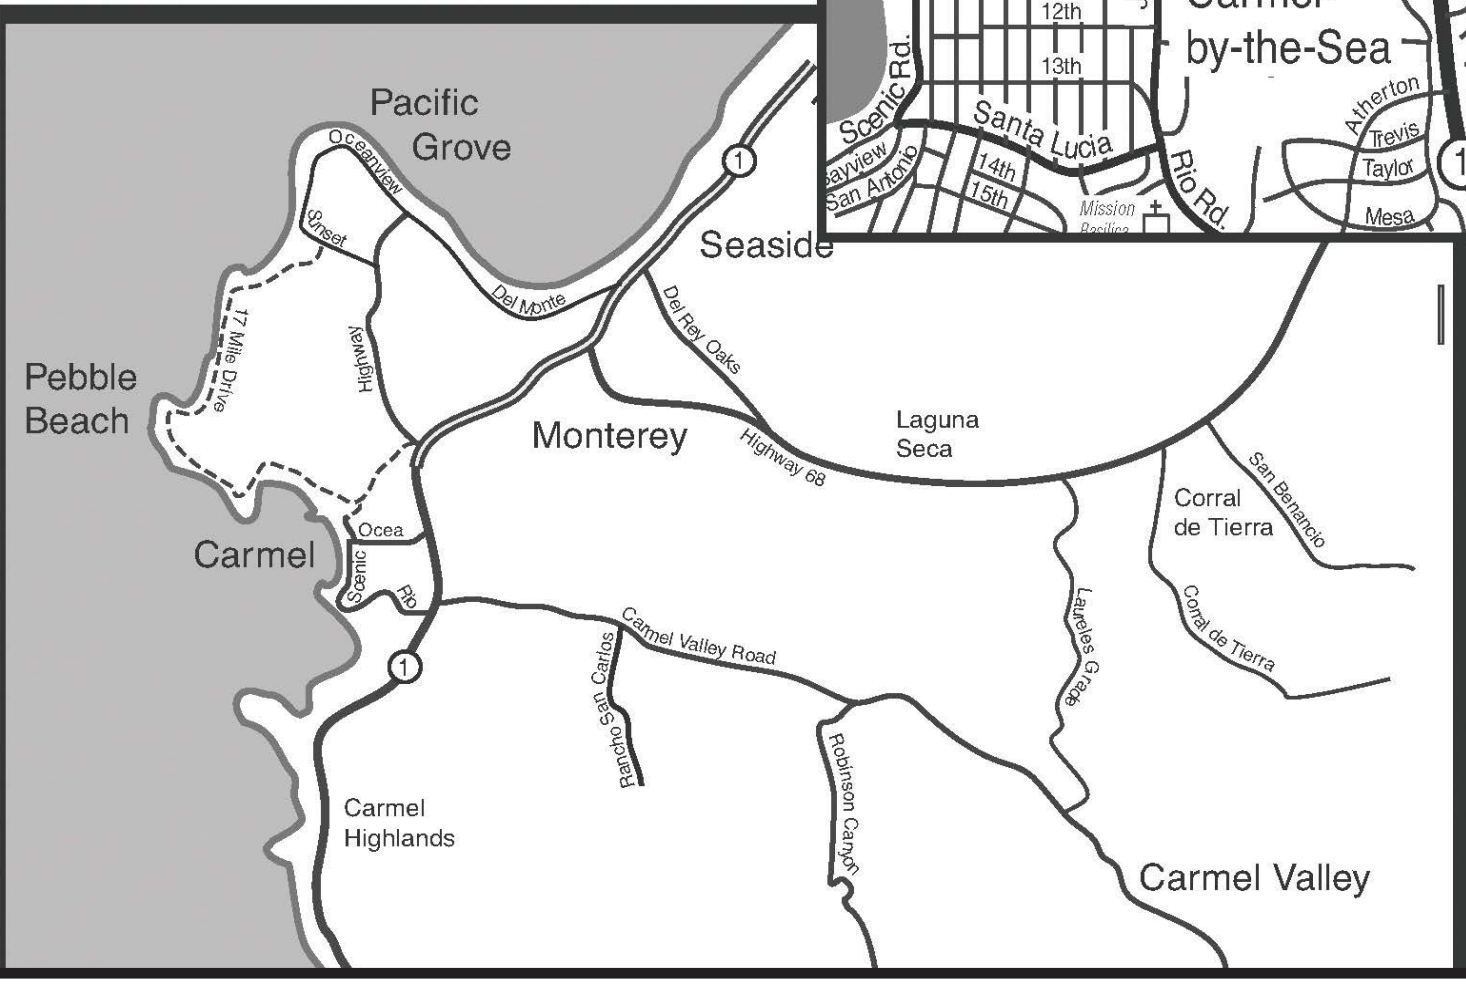 12th
by-the-Sea
13th
Scenic Rd.
Santa Lucia
Atherton
Trevis
Taylor
Mesa
1
14th
15th
San Antonio
Rio Rd.
Mission
Pacific
Grove
Oceanview
1
Sunset
Seaside
Del Monte
Del Rey Oaks
17 Mile Drive
Highway
Pebble
Beach
Monterey
Highway 68
Laguna
Seca
San Benancio
Corral
de Tierra
Ocea
Carmel
Scenic
Rio
Carmel Valley Road
Laureles Grade
Corral de Tierra
1
Rancho San Carlos
Robinson Canyon
Carmel
Highlands
Carmel Valley